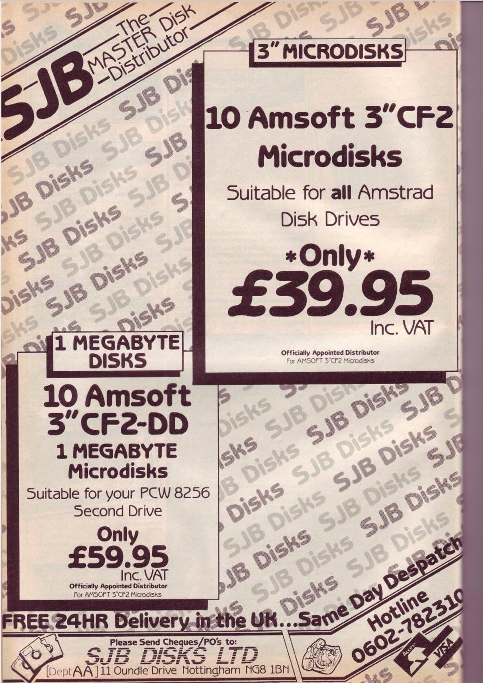 SJB
The
MASTER Disk
Distributor
3" MICRODISKS
10 Amsoft 3"CF2
Microdisks
Suitable for all Amstrad
Disk Drives
*Only*
£39.95
Inc. VAT
Officially Appointed Distributor
For AMSOFT 3"CF2 Microdisks
1 MEGABYTE
DISKS
10 Amsoft
3"CF2-DD
1 MEGABYTE
Microdisks
Suitable for your PCW 8256
Second Drive
Only
£59.95
Inc. VAT
Officially Appointed Distributor
For AMSOFT 3"CF2 Microdisks
SJB Disks
FREE 24HR Delivery in the UK...Same Day Despatch
Hotline
0602-782310
Please Send Cheques/PO's to:
SJB DISKS LTD
[Dept AA] 11 Oundle Drive Nottingham NG8 1BN
VISA